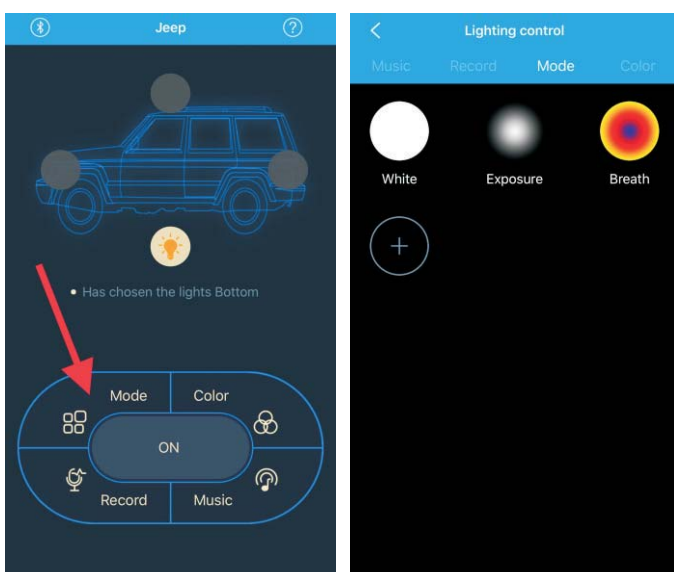 Jeep
Has chosen the lights Bottom
Mode Color
ON
Record Music
Lighting control
Music Record Mode Color
White Exposure Breath